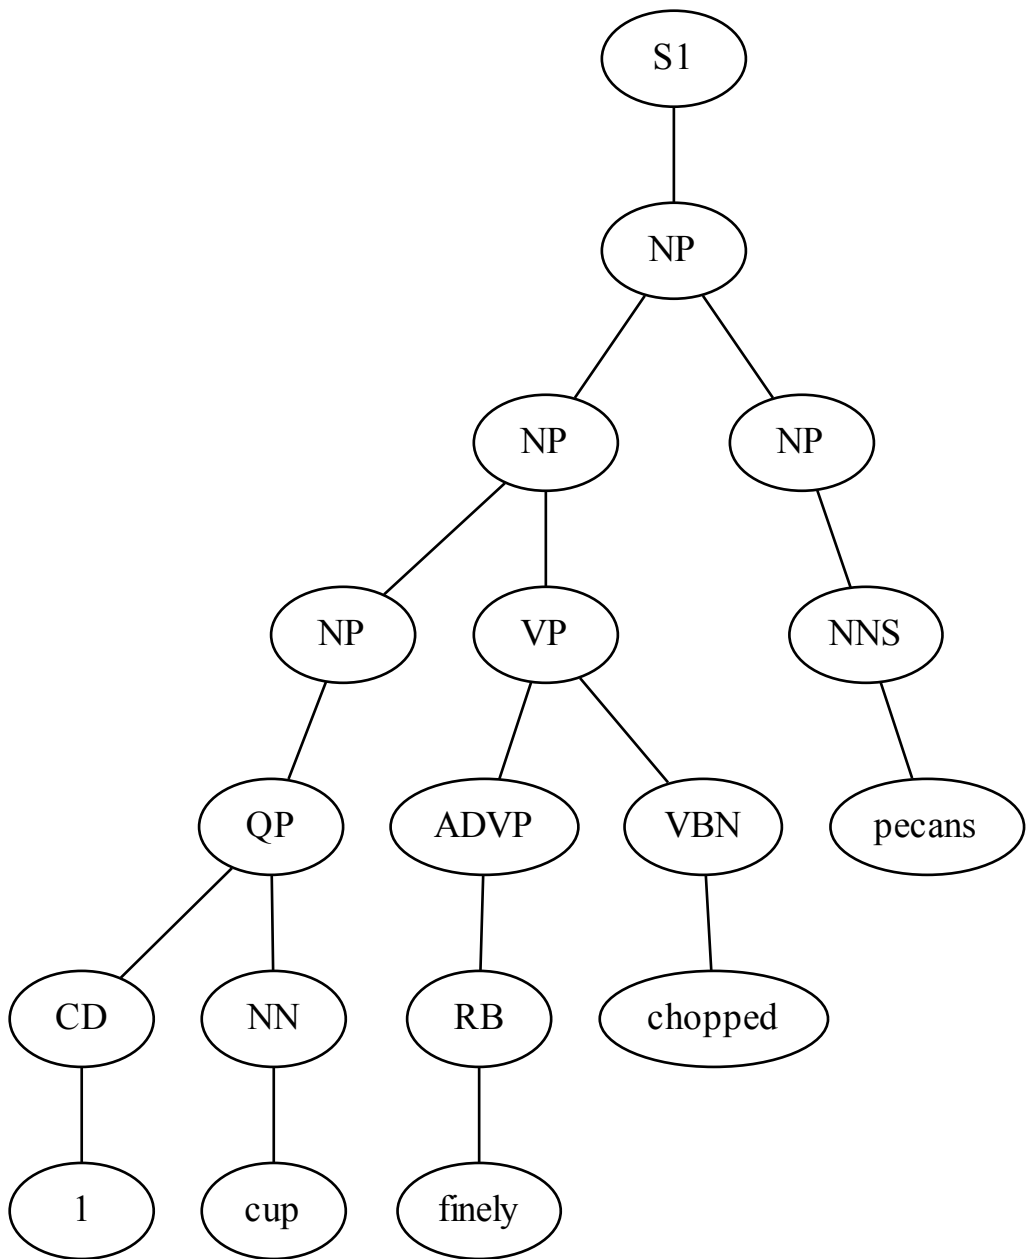 S1
NP
NP NP
NP VP NNS
QP ADVP VBN pecans
CD NN RB chopped
1 cup finely